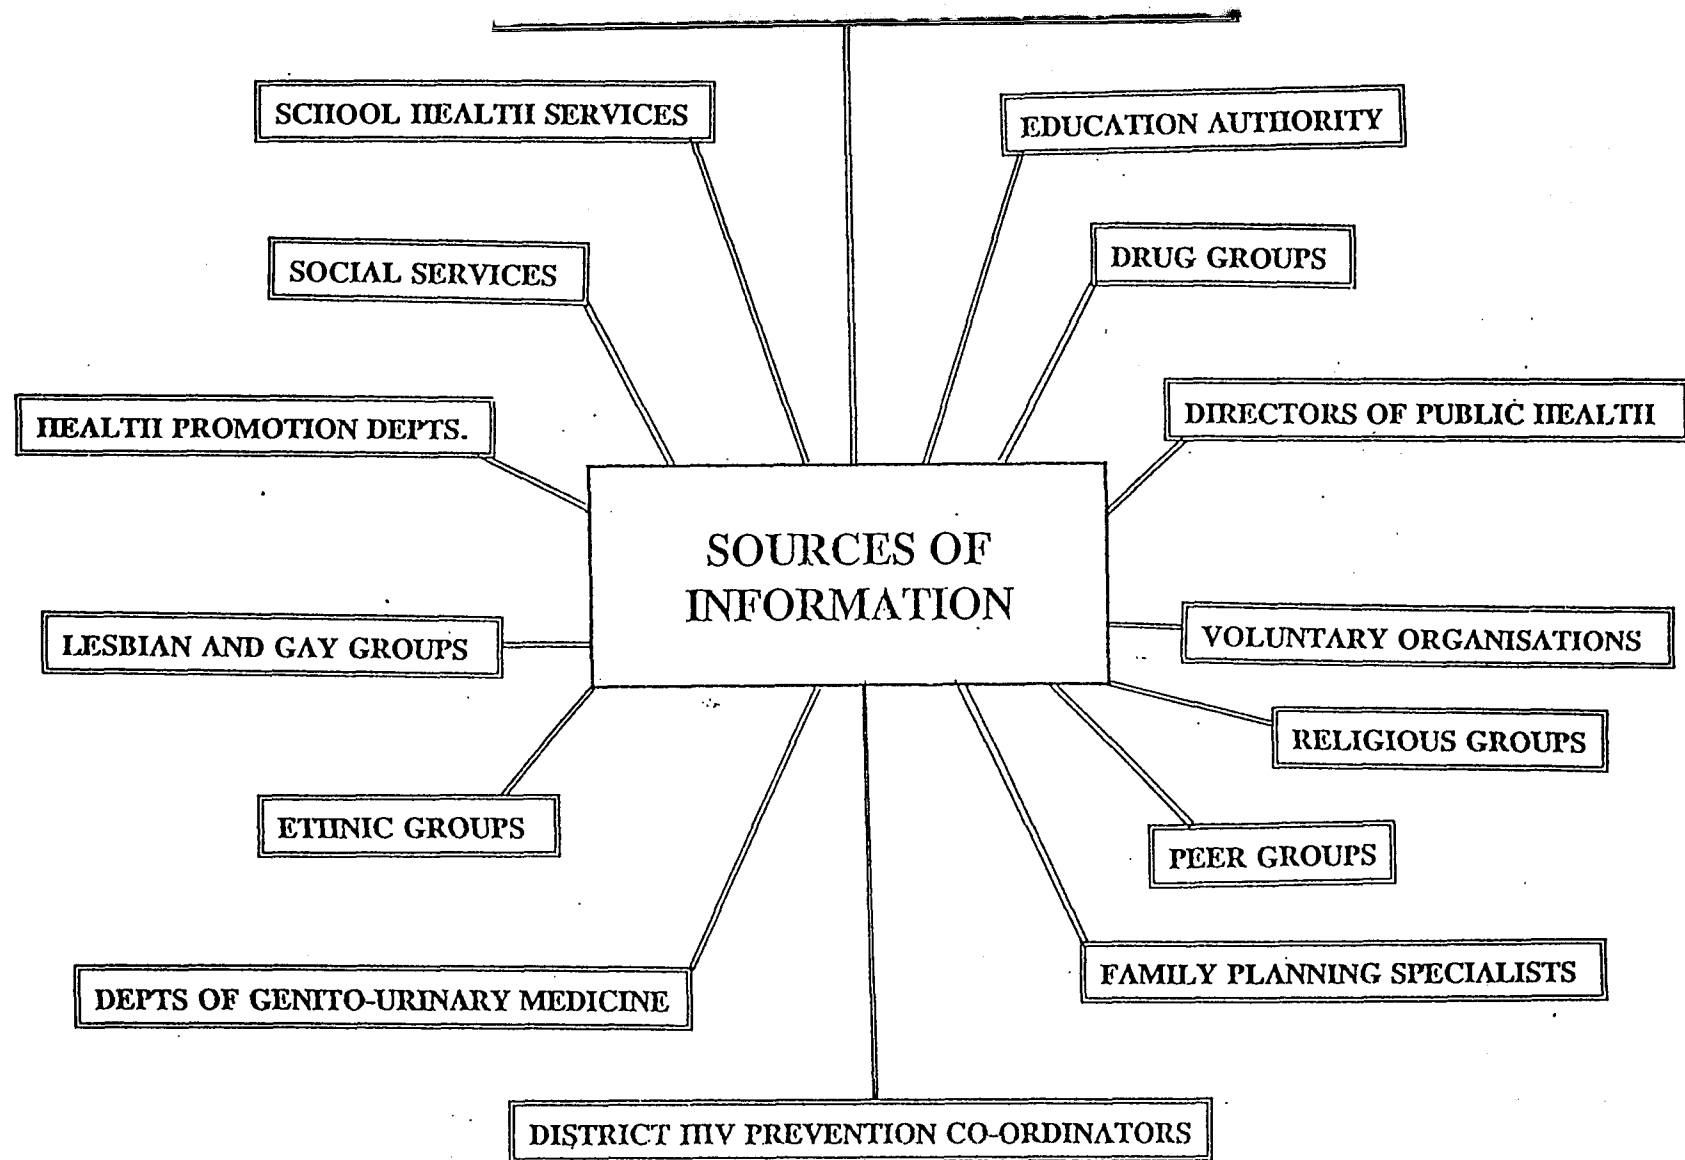 SCHOOL HEALTH SERVICES
EDUCATION AUTHORITY
SOCIAL SERVICES
DRUG GROUPS
HEALTH PROMOTION DEPTS.
DIRECTORS OF PUBLIC HEALTH
SOURCES OF
INFORMATION
LESBIAN AND GAY GROUPS
VOLUNTARY ORGANISATIONS
RELIGIOUS GROUPS
ETHNIC GROUPS
PEER GROUPS
DEPTS OF GENITO-URINARY MEDICINE
FAMILY PLANNING SPECIALISTS
DISTRICT HIV PREVENTION CO-ORDINATORS